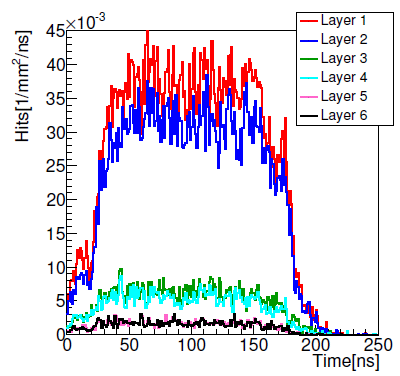 ×10⁻³
Hits[1/mm²/ns]
45
40
35
30
25
20
15
10
5
0
0 50 100 150 200 250
Time[ns]
Layer 1
Layer 2
Layer 3
Layer 4
Layer 5
Layer 6